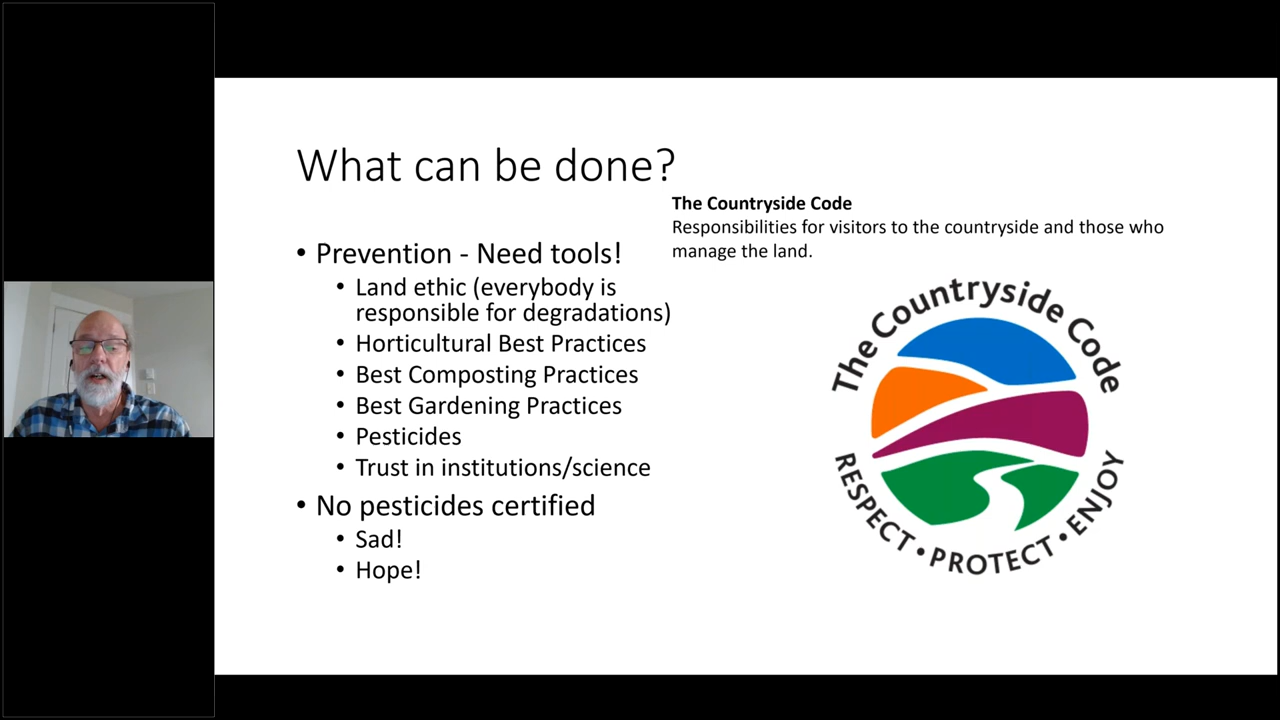 What can be done?
The Countryside Code
Responsibilities for visitors to the countryside and those who
manage the land.
• Prevention - Need tools!
• Land ethic (everybody is
responsible for degradations)
• Horticultural Best Practices
• Best Composting Practices
• Best Gardening Practices
• Pesticides
• Trust in institutions/science
• No pesticides certified
• Sad!
• Hope!
The Countryside Code
RESPECT • PROTECT • ENJOY